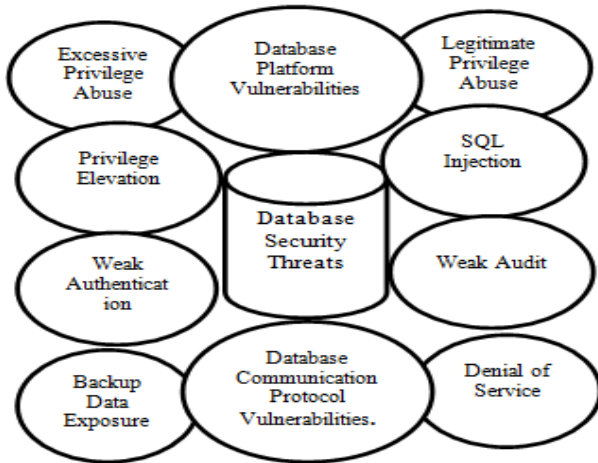 Excessive
Privilege
Abuse
Database
Platform
Vulnerabilities
Legitimate
Privilege
Abuse
Privilege
Elevation
SQL
Injection
Database
Security
Threats
Weak
Authenticat
ion
Weak Audit
Backup
Data
Exposure
Database
Communication
Protocol
Vulnerabilities.
Denial of
Service